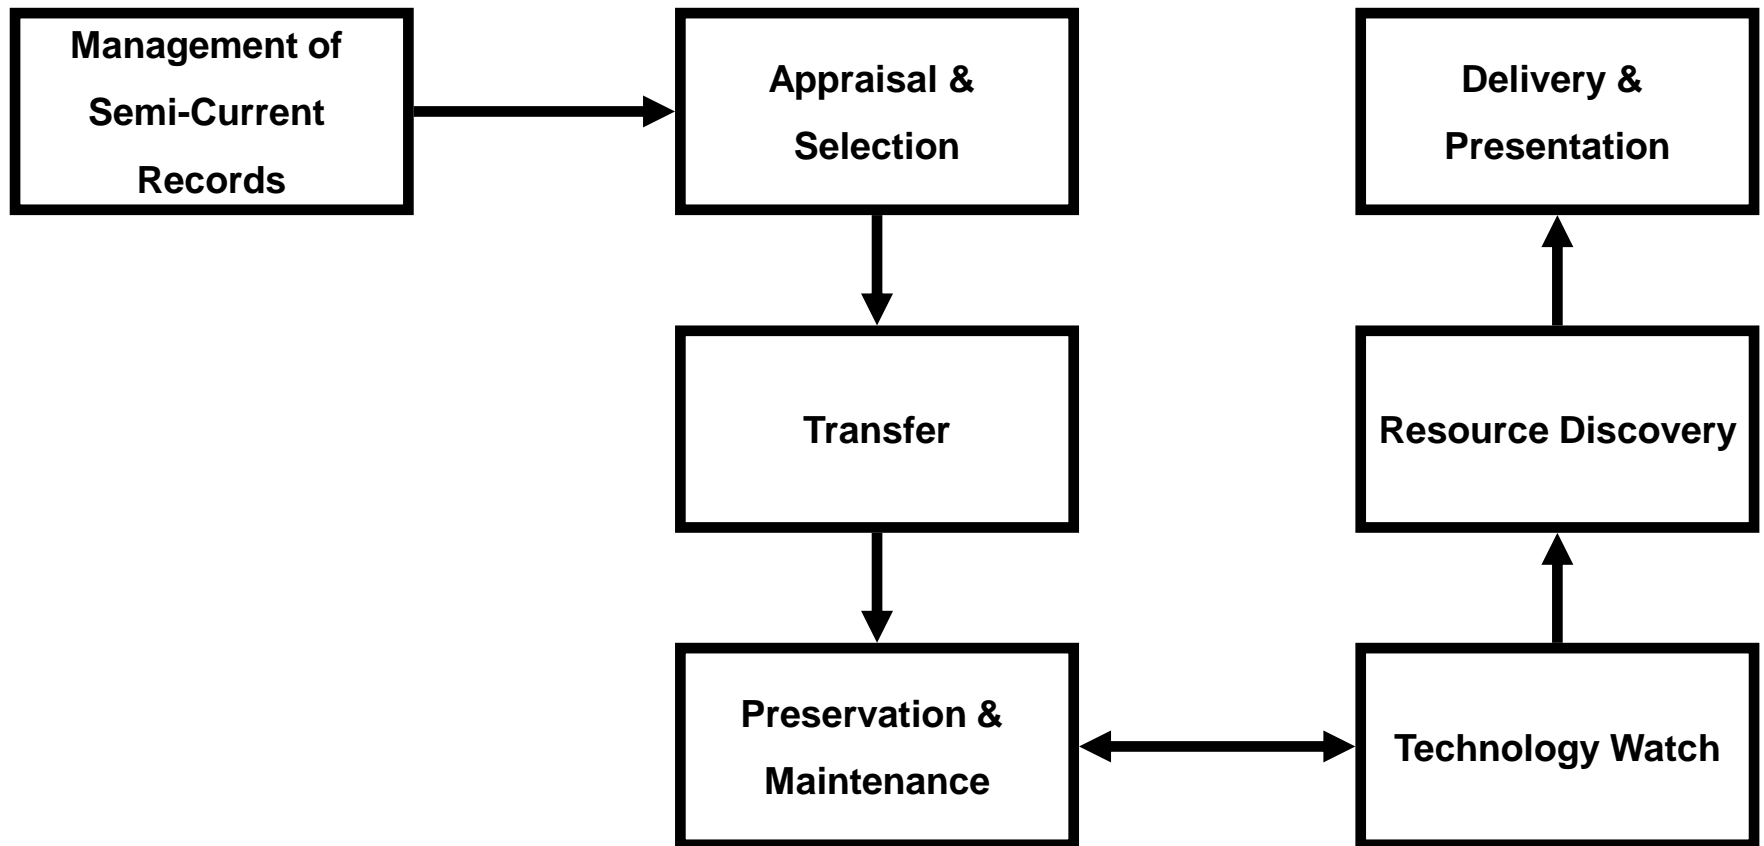 Management of
Semi-Current
Records
Appraisal &
Selection
Delivery &
Presentation
Transfer
Resource Discovery
Preservation &
Maintenance
Technology Watch